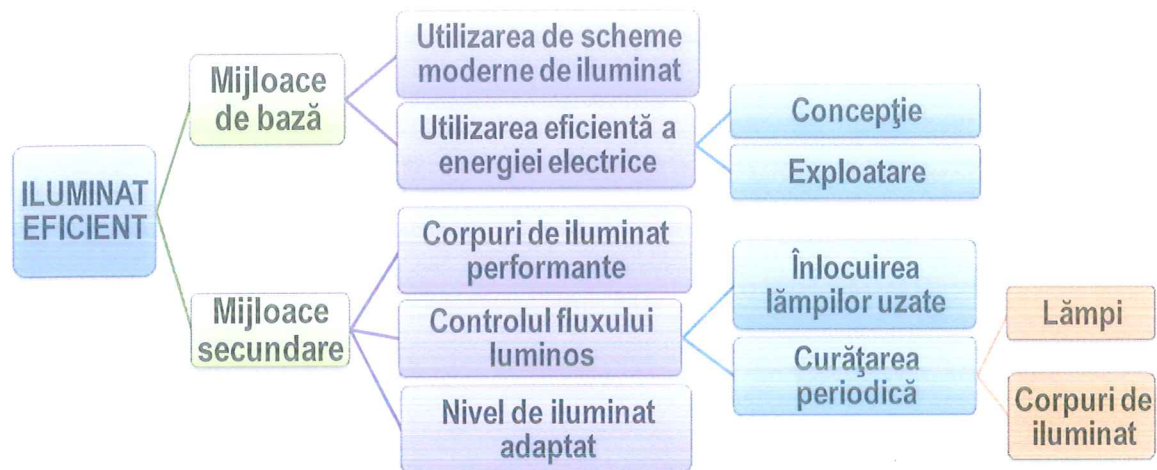 ILUMINAT
EFICIENT
Mijloace
de bază
Utilizarea de scheme
moderne de iluminat
Utilizarea eficientă a
energiei electrice
Concepţie
Exploatare
Mijloace
secundare
Corpuri de iluminat
performante
Controlul fluxului
luminos
Înlocuirea
lămpilor uzate
Curăţarea
periodică
Lămpi
Corpuri de
iluminat
Nivel de iluminat
adaptat